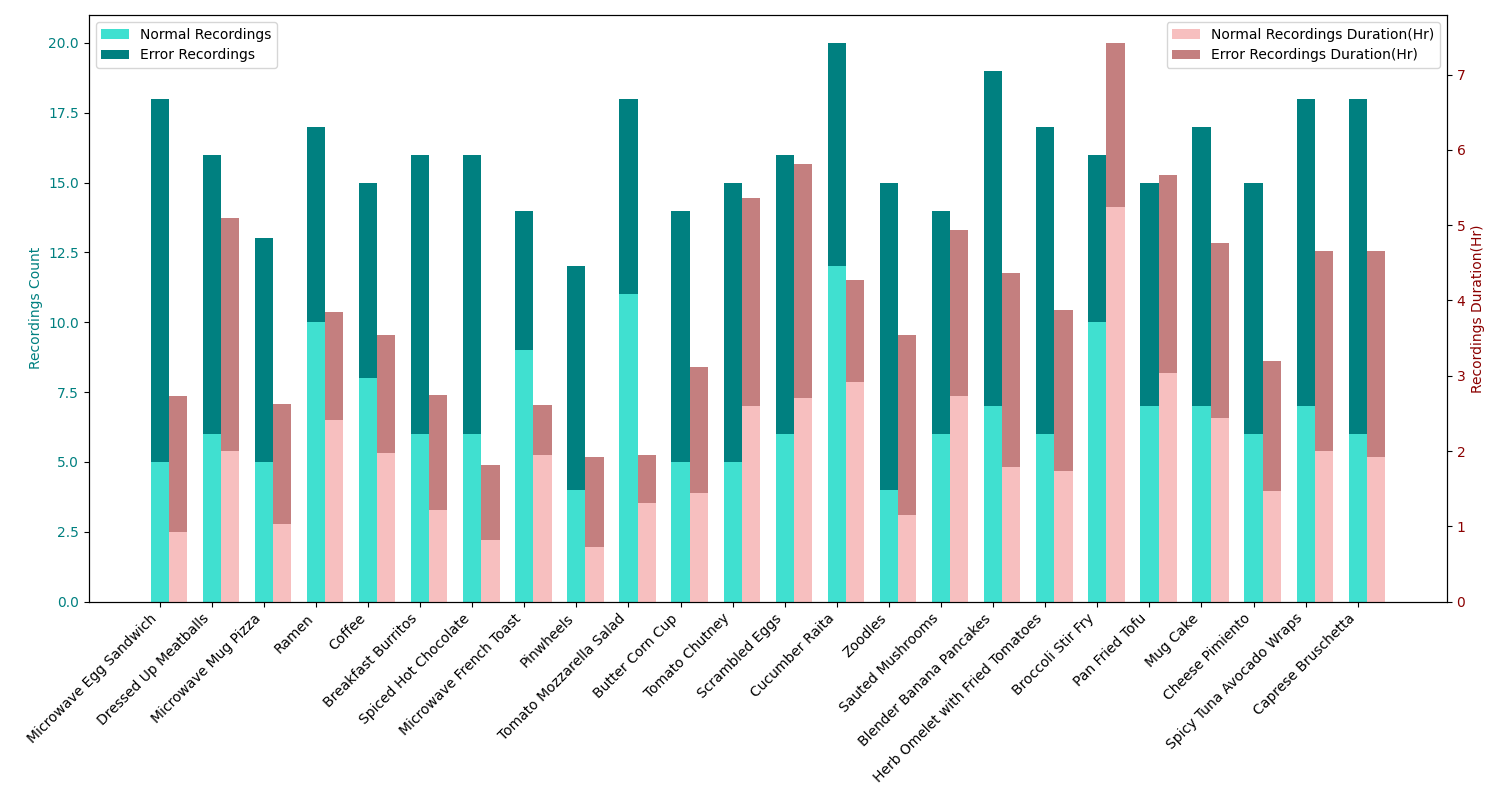 Normal Recordings
Error Recordings
Normal Recordings Duration(Hr)
Error Recordings Duration(Hr)
Recordings Count
20.0
17.5
15.0
12.5
10.0
7.5
5.0
2.5
0.0
Recordings Duration(Hr)
7
6
5
4
3
2
1
0
Microwave Egg Sandwich
Dressed Up Meatballs
Microwave Mug Pizza
Ramen
Coffee
Breakfast Burritos
Spiced Hot Chocolate
Microwave French Toast
Pinwheels
Tomato Mozzarella Salad
Butter Corn Cup
Tomato Chutney
Scrambled Eggs
Cucumber Raita
Zoodles
Sauted Mushrooms
Blender Banana Pancakes
Herb Omelet with Fried Tomatoes
Broccoli Stir Fry
Pan Fried Tofu
Mug Cake
Cheese Pimiento
Spicy Tuna Avocado Wraps
Caprese Bruschetta